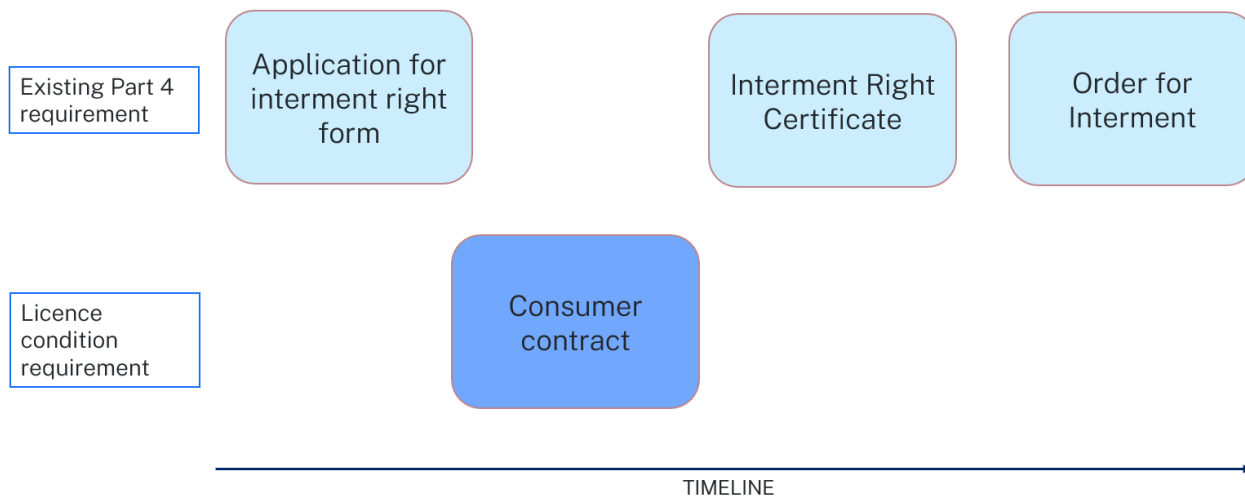 Existing Part 4
requirement
Application for
interment right
form
Interment Right
Certificate
Order for
Interment
Licence
condition
requirement
Consumer
contract
TIMELINE